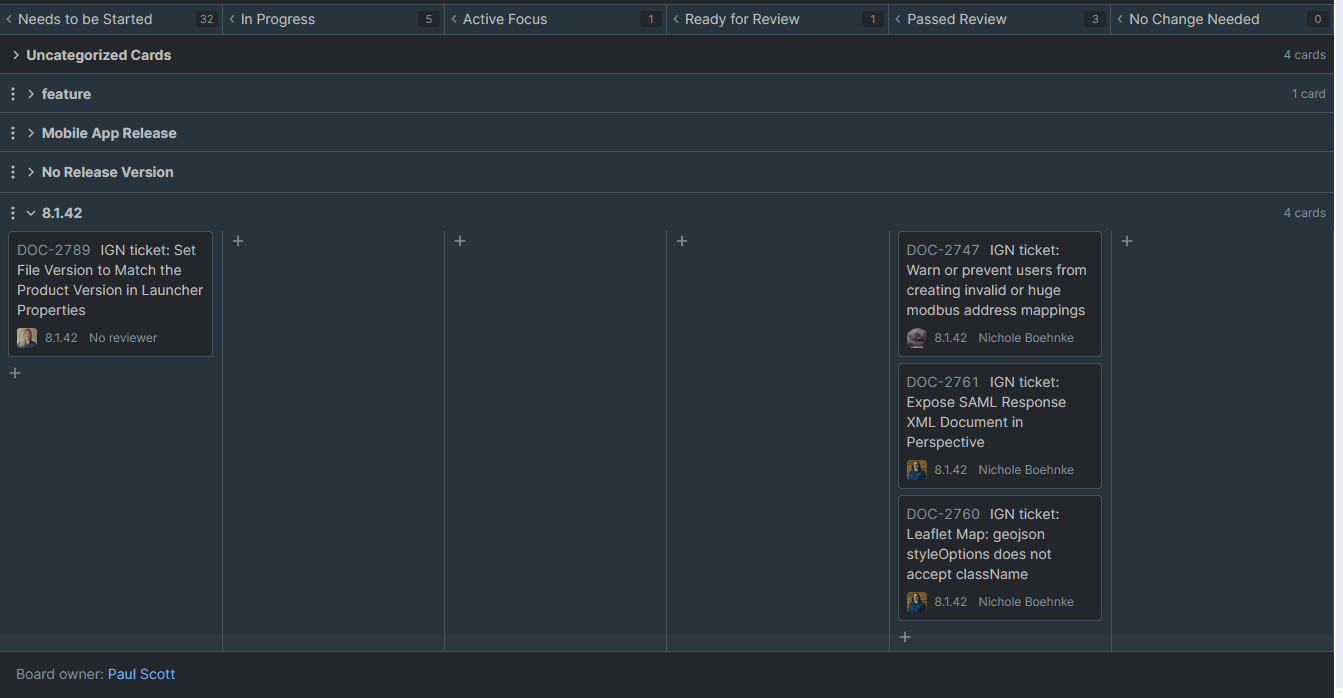 Needs to be Started 32
In Progress 5
Active Focus 1
Ready for Review 1
Passed Review 3
No Change Needed 0
Uncategorized Cards 4 cards
feature 1 card
Mobile App Release
No Release Version
8.1.42 4 cards
DOC-2789 IGN ticket: Set
File Version to Match the
Product Version in Launcher
Properties
8.1.42 No reviewer
+
+
+
+
DOC-2747 IGN ticket:
Warn or prevent users from
creating invalid or huge
modbus address mappings
8.1.42 Nichole Boehnke
DOC-2761 IGN ticket:
Expose SAML Response
XML Document in
Perspective
8.1.42 Nichole Boehnke
DOC-2760 IGN ticket:
Leaflet Map: geojson
styleOptions does not
accept className
8.1.42 Nichole Boehnke
+
+
Board owner: Paul Scott